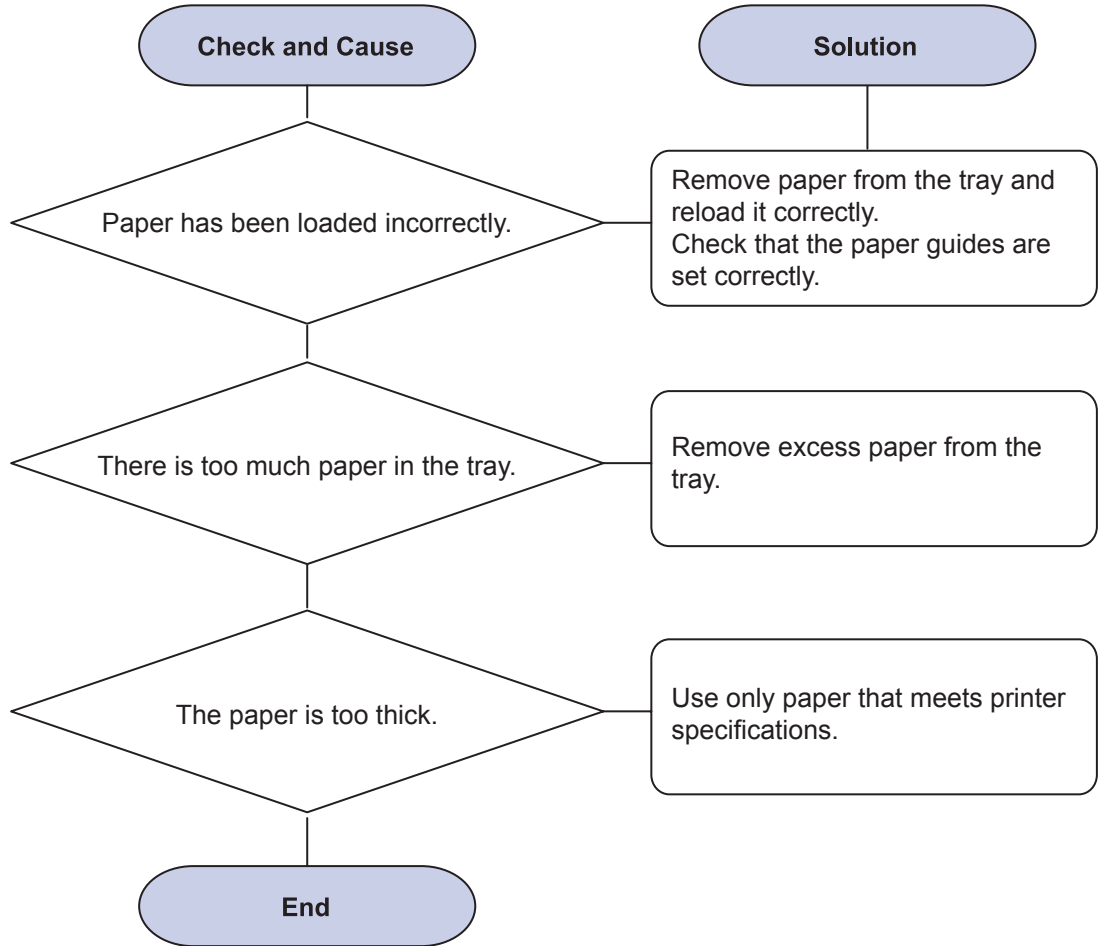 Check and Cause
Solution
Paper has been loaded incorrectly.
Remove paper from the tray and
reload it correctly.
Check that the paper guides are
set correctly.
There is too much paper in the tray.
Remove excess paper from the
tray.
The paper is too thick.
Use only paper that meets printer
specifications.
End